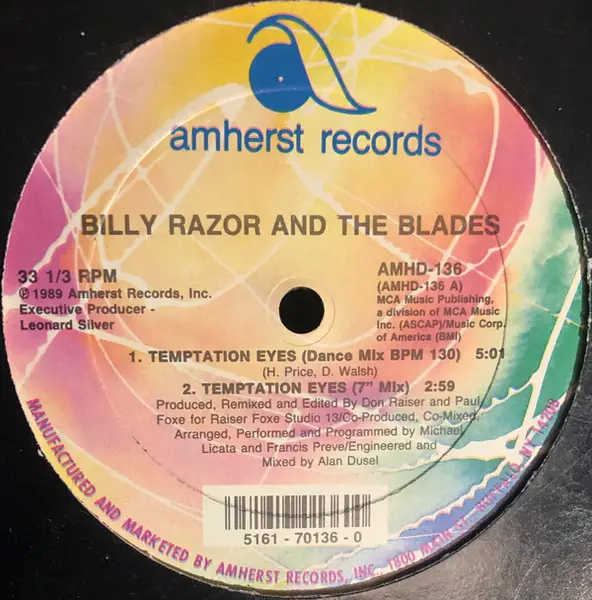 amherst records
BILLY RAZOR AND THE BLADES
33 1/3 RPM
℗ 1989 Amherst Records, Inc.
Executive Producer -
Leonard Silver
AMHD-136
(AMHD-136 A)
MCA Music Publishing,
a division of MCA Music
Inc. (ASCAP)/Music Corp.
of America (BMI)
1. TEMPTATION EYES (Dance Mix BPM 130) 5:01
(H. Price, D. Walsh)
2. TEMPTATION EYES (7" Mix) 2:59
Produced, Remixed and Edited By Don Raiser and Paul
Foxe for Raiser Foxe Studio 13/Co-Produced, Co-Mixed,
Arranged, Performed and Programmed by Michael
Licata and Francis Preve/Engineered and
Mixed by Alan Dusel
5161 - 70136 - 0
MANUFACTURED AND MARKETED BY AMHERST RECORDS, INC., 1800 MAIN ST., BUFFALO, NY 14208